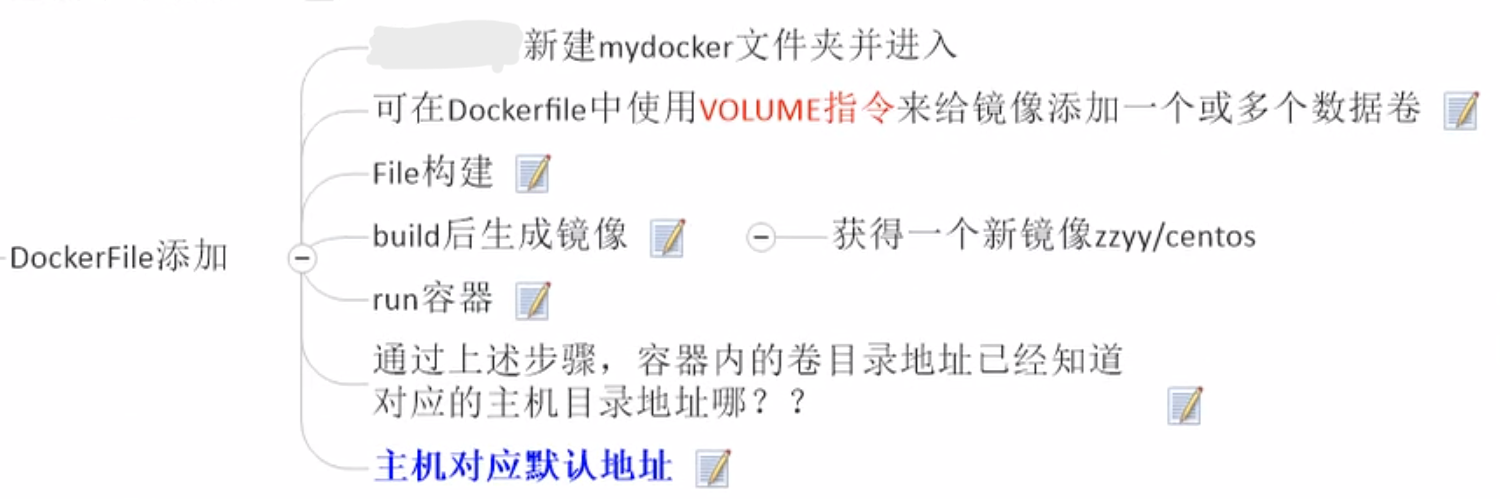 新建mydocker文件夹并进入
可在Dockerfile中使用VOLUME指令来给镜像添加一个或多个数据卷
File构建
build后生成镜像
获得一个新镜像zzyy/centos
DockerFile添加
run容器
通过上述步骤，容器内的卷目录地址已经知道
对应的主机目录地址哪？？
主机对应默认地址